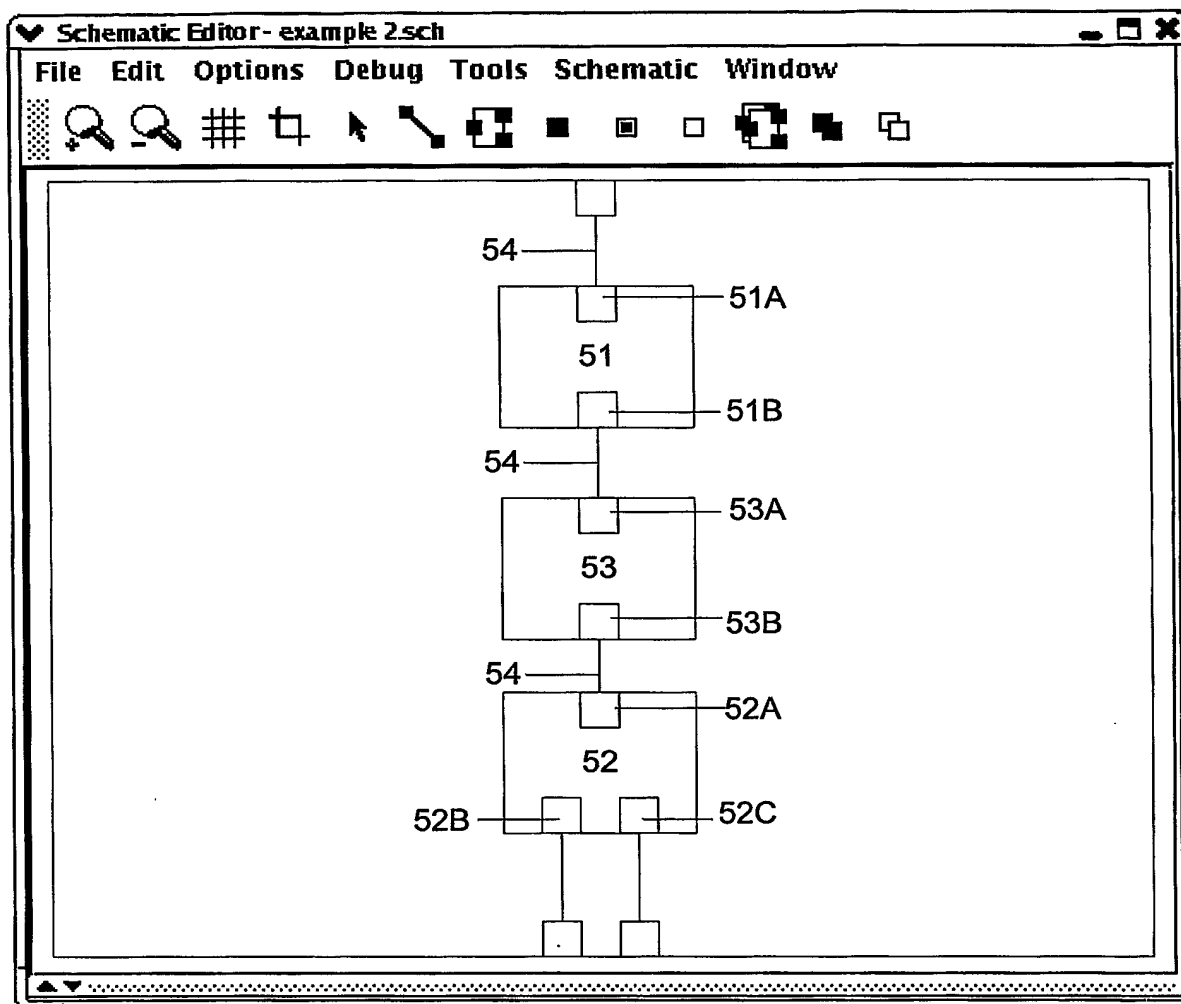 Schematic Editor- example 2.sch
File Edit Options Debug Tools Schematic Window
54
51A
51
51B
54
53A
53
53B
54
52A
52
52B
52C